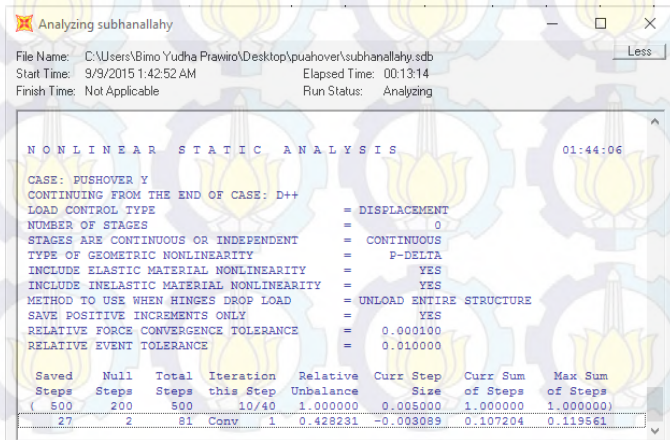 Analyzing subhanallahy
File Name: C:\Users\Bimo Yudha Prawiro\Desktop\puahover\subhanallahy.sdb
Less
Start Time: 9/9/2015 1:42:52 AM Elapsed Time: 00:13:14
Finish Time: Not Applicable Run Status: Analyzing
N O N L I N E A R S T A T I C A N A L Y S I S 01:44:06
CASE: PUSHOVER Y
CONTINUING FROM THE END OF CASE: D++
LOAD CONTROL TYPE = DISPLACEMENT
NUMBER OF STAGES = 0
STAGES ARE CONTINUOUS OR INDEPENDENT = CONTINUOUS
TYPE OF GEOMETRIC NONLINEARITY = P-DELTA
INCLUDE ELASTIC MATERIAL NONLINEARITY = YES
INCLUDE INELASTIC MATERIAL NONLINEARITY = YES
METHOD TO USE WHEN HINGES DROP LOAD = UNLOAD ENTIRE STRUCTURE
SAVE POSITIVE INCREMENTS ONLY = YES
RELATIVE FORCE CONVERGENCE TOLERANCE = 0.000100
RELATIVE EVENT TOLERANCE = 0.010000
Saved Null Total Iteration Relative Curr Step Curr Sum Max Sum
Steps Steps Steps this Step Unbalance Size of Steps of Steps
( 500 200 500 10/40 1.000000 0.005000 1.000000 1.000000)
27 2 81 Conv 1 0.428231 -0.003089 0.107204 0.119561